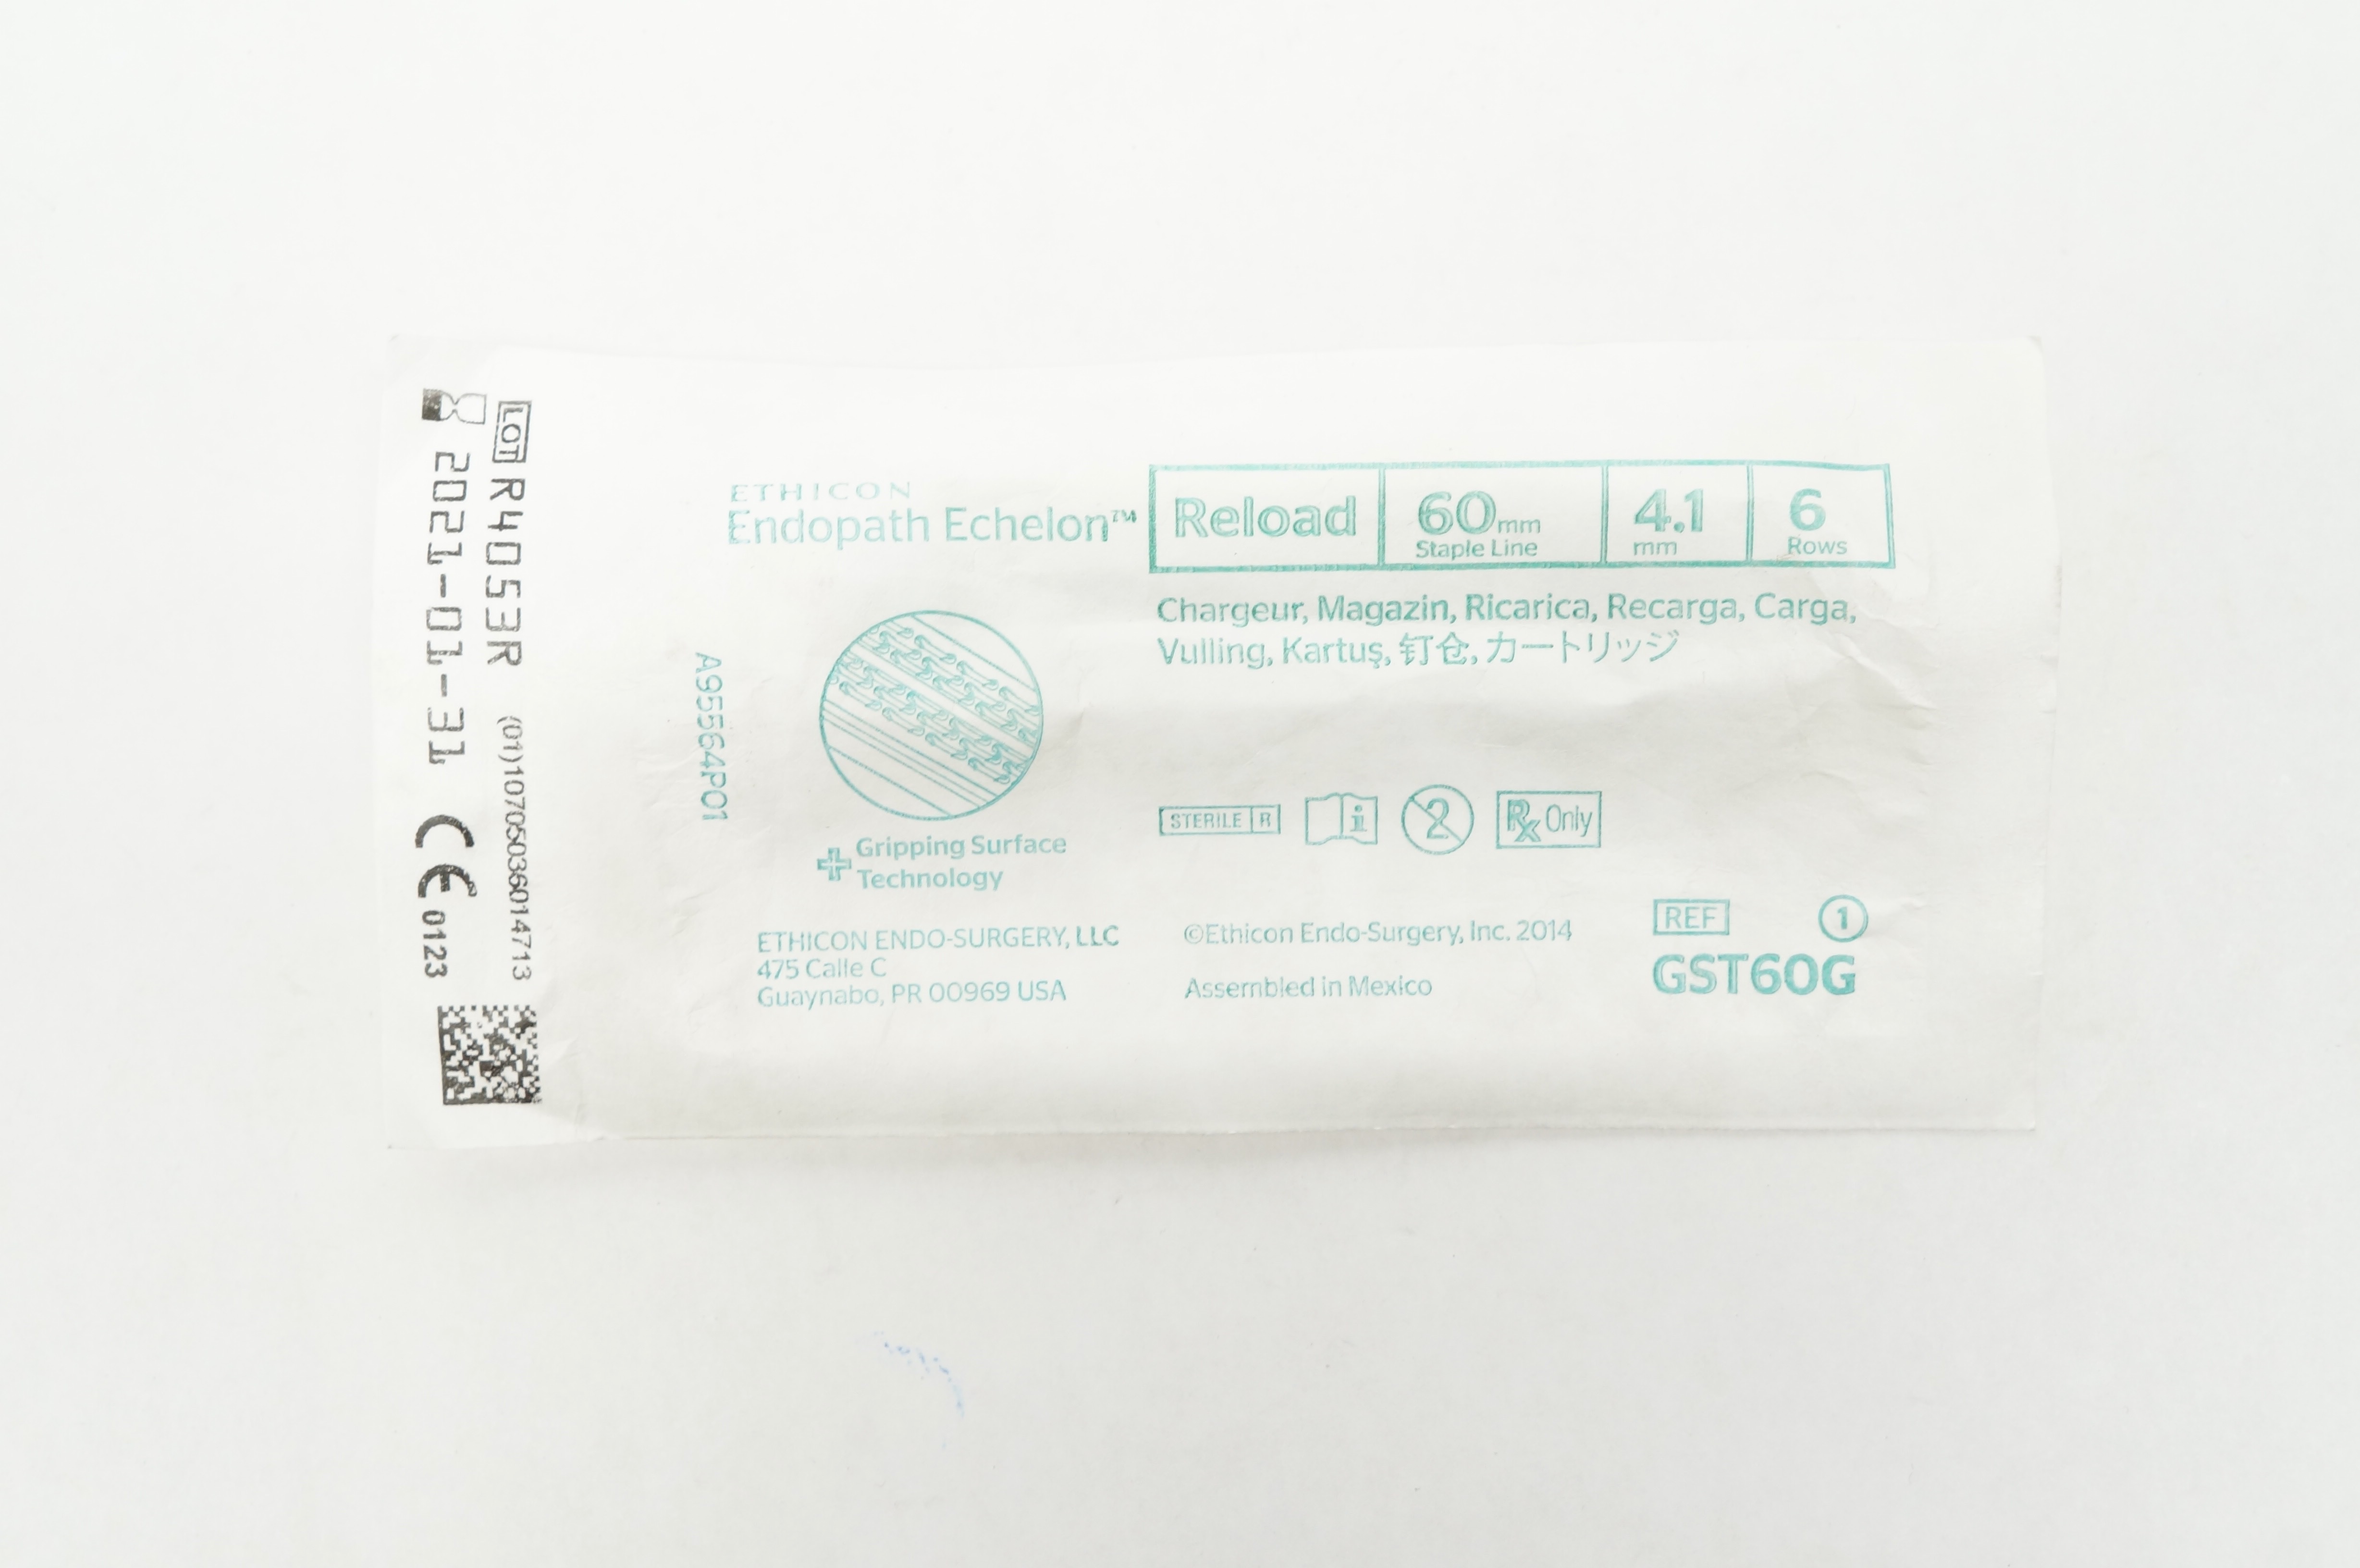 LOT R4053R (01)10705036014713
2021-01-31 CE 0123
A95564P01
ETHICON
Endopath Echelon™
Reload
60mm
Staple Line
4.1
mm
6
Rows
Chargeur, Magazin, Ricarica, Recarga, Carga,
Vulling, Kartuş, 钉仓, カートリッジ
Gripping Surface
Technology
STERILE R
2
Rx Only
ETHICON ENDO-SURGERY, LLC
475 Calle C
Guaynabo, PR 00969 USA
©Ethicon Endo-Surgery, Inc. 2014
Assembled in Mexico
REF
1
GST60G